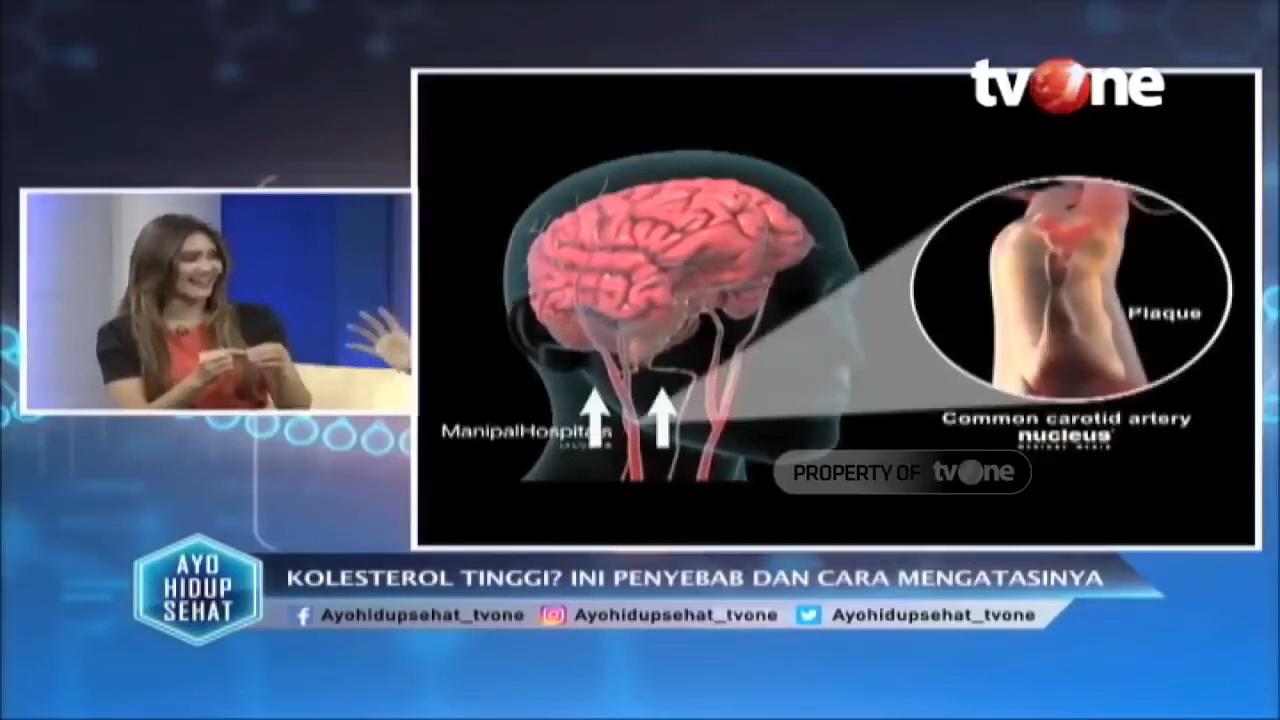 tvOne
Plaque
Common carotid artery
nucleus
ManipalHospitals
PROPERTY OF tvOne
AYO
HIDUP
SEHAT
KOLESTEROL TINGGI? INI PENYEBAB DAN CARA MENGATASINYA
Ayohidupsehat_tvone Ayohidupsehat_tvone Ayohidupsehat_tvone